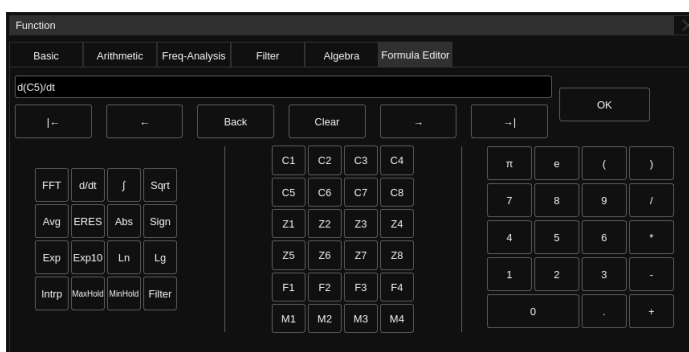 Function
Basic Arithmetic Freq-Analysis Filter Algebra Formula Editor
d(C5)/dt
OK
|← ← Back Clear → →|
FFT d/dt ∫ Sqrt
Avg ERES Abs Sign
Exp Exp10 Ln Lg
Intrp MaxHold MinHold Filter
C1 C2 C3 C4
C5 C6 C7 C8
Z1 Z2 Z3 Z4
Z5 Z6 Z7 Z8
F1 F2 F3 F4
M1 M2 M3 M4
π e ( )
7 8 9 /
4 5 6 *
1 2 3 -
0 . +